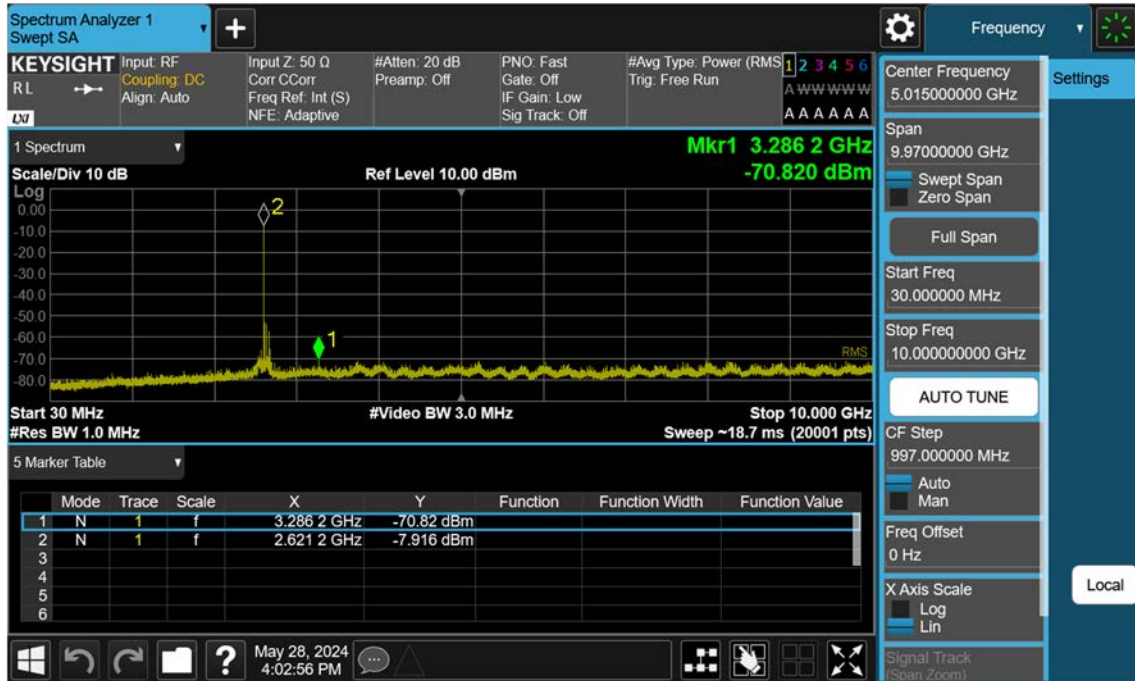 Spectrum Analyzer 1
Swept SA
+
Frequency
KEYSIGHT
R L
LXI
Input: RF
Coupling: DC
Align: Auto
Input Z: 50 Ω
Corr CCorr
Freq Ref: Int (S)
NFE: Adaptive
#Atten: 20 dB
Preamp: Off
PNO: Fast
Gate: Off
IF Gain: Low
Sig Track: Off
#Avg Type: Power (RMS
Trig: Free Run
1 2 3 4 5 6
A W W W W W
A A A A A A
1 Spectrum
Mkr1 3.286 2 GHz
-70.820 dBm
Scale/Div 10 dB
Ref Level 10.00 dBm
Log
0.00
-10.0
-20.0
-30.0
-40.0
-50.0
-60.0
-70.0
-80.0
2
1
RMS
Start 30 MHz
#Video BW 3.0 MHz
Stop 10.000 GHz
#Res BW 1.0 MHz
Sweep ~18.7 ms (20001 pts)
5 Marker Table
Mode Trace Scale X Y Function Function Width Function Value
1 N 1 f 3.286 2 GHz -70.82 dBm
2 N 1 f 2.621 2 GHz -7.916 dBm
3
4
5
6
?
May 28, 2024
4:02:56 PM
Center Frequency
5.015000000 GHz
Span
9.97000000 GHz
Swept Span
Zero Span
Full Span
Start Freq
30.000000 MHz
Stop Freq
10.000000000 GHz
AUTO TUNE
CF Step
997.000000 MHz
Auto
Man
Freq Offset
0 Hz
X Axis Scale
Log
Lin
Signal Track
(Span Zoom)
Settings
Local